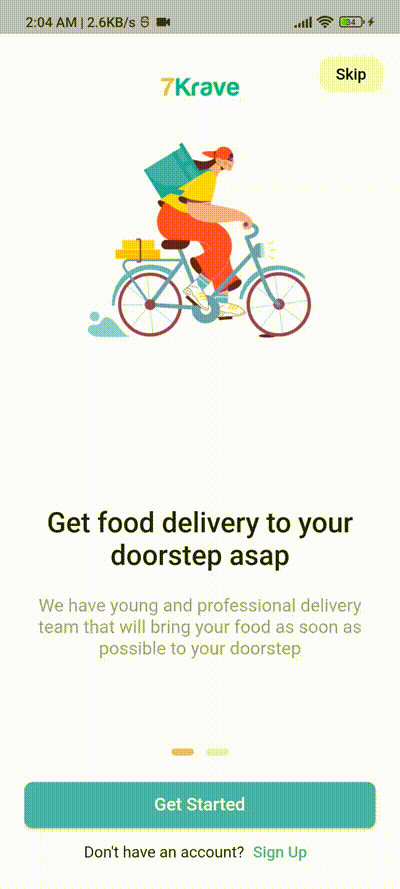 2:04 AM | 2.6KB/s
34
Skip
7Krave
Get food delivery to your
doorstep asap
We have young and professional delivery
team that will bring your food as soon as
possible to your doorstep
Get Started
Don't have an account? Sign Up